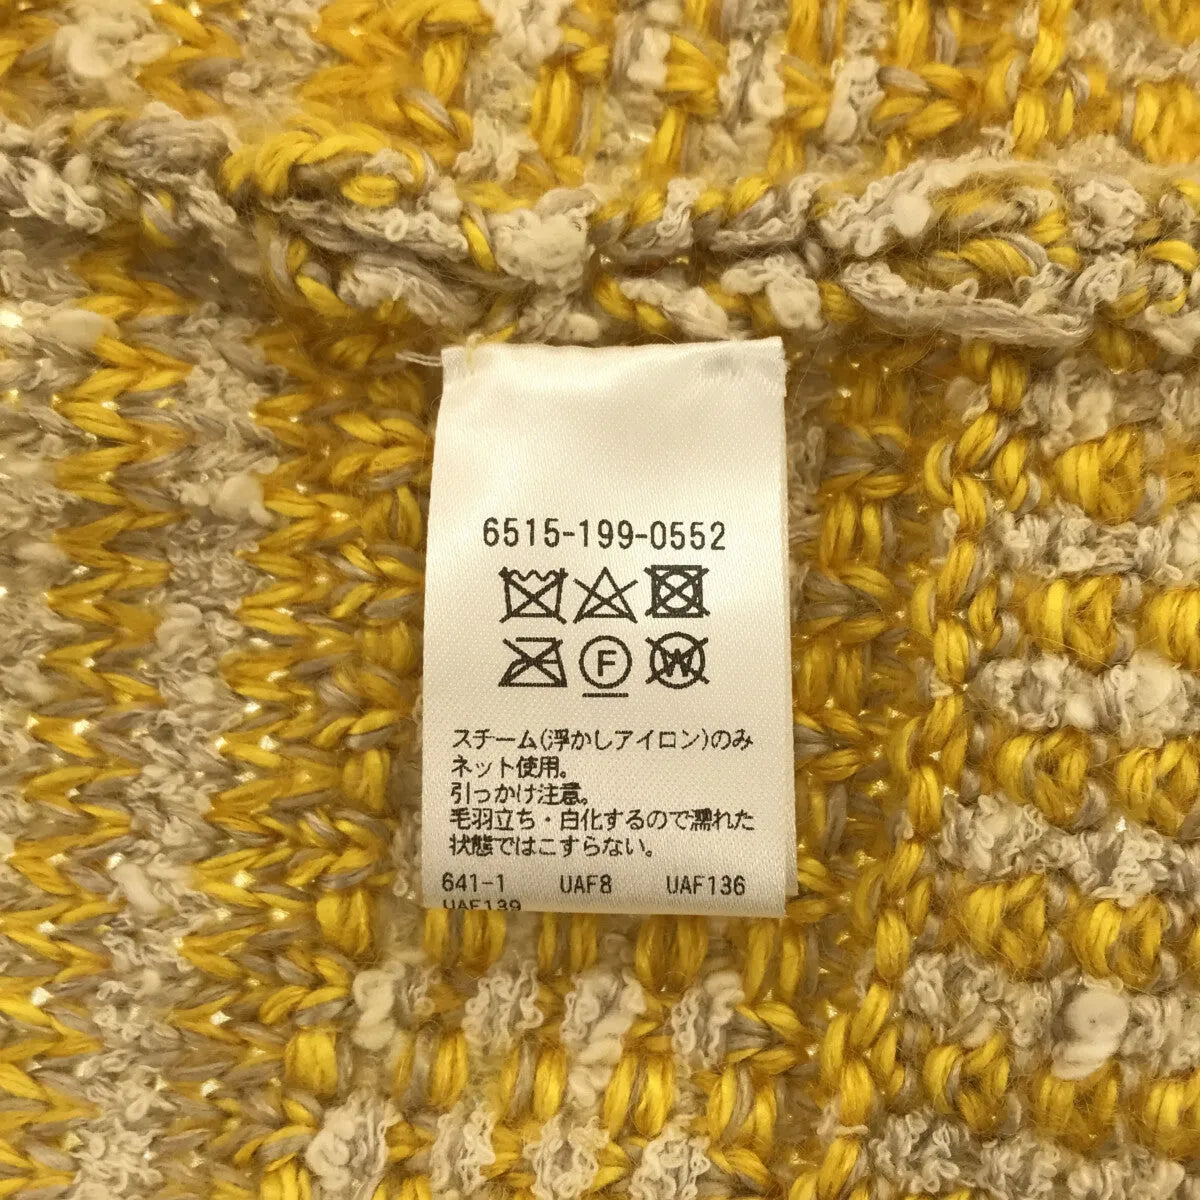 6515-199-0552
F W
スチーム(浮かしアイロン)のみ
ネット使用。
引っかけ注意。
毛羽立ち・白化するので濡れた
状態ではこすらない。
641-1 UAF8 UAF136
UAF139